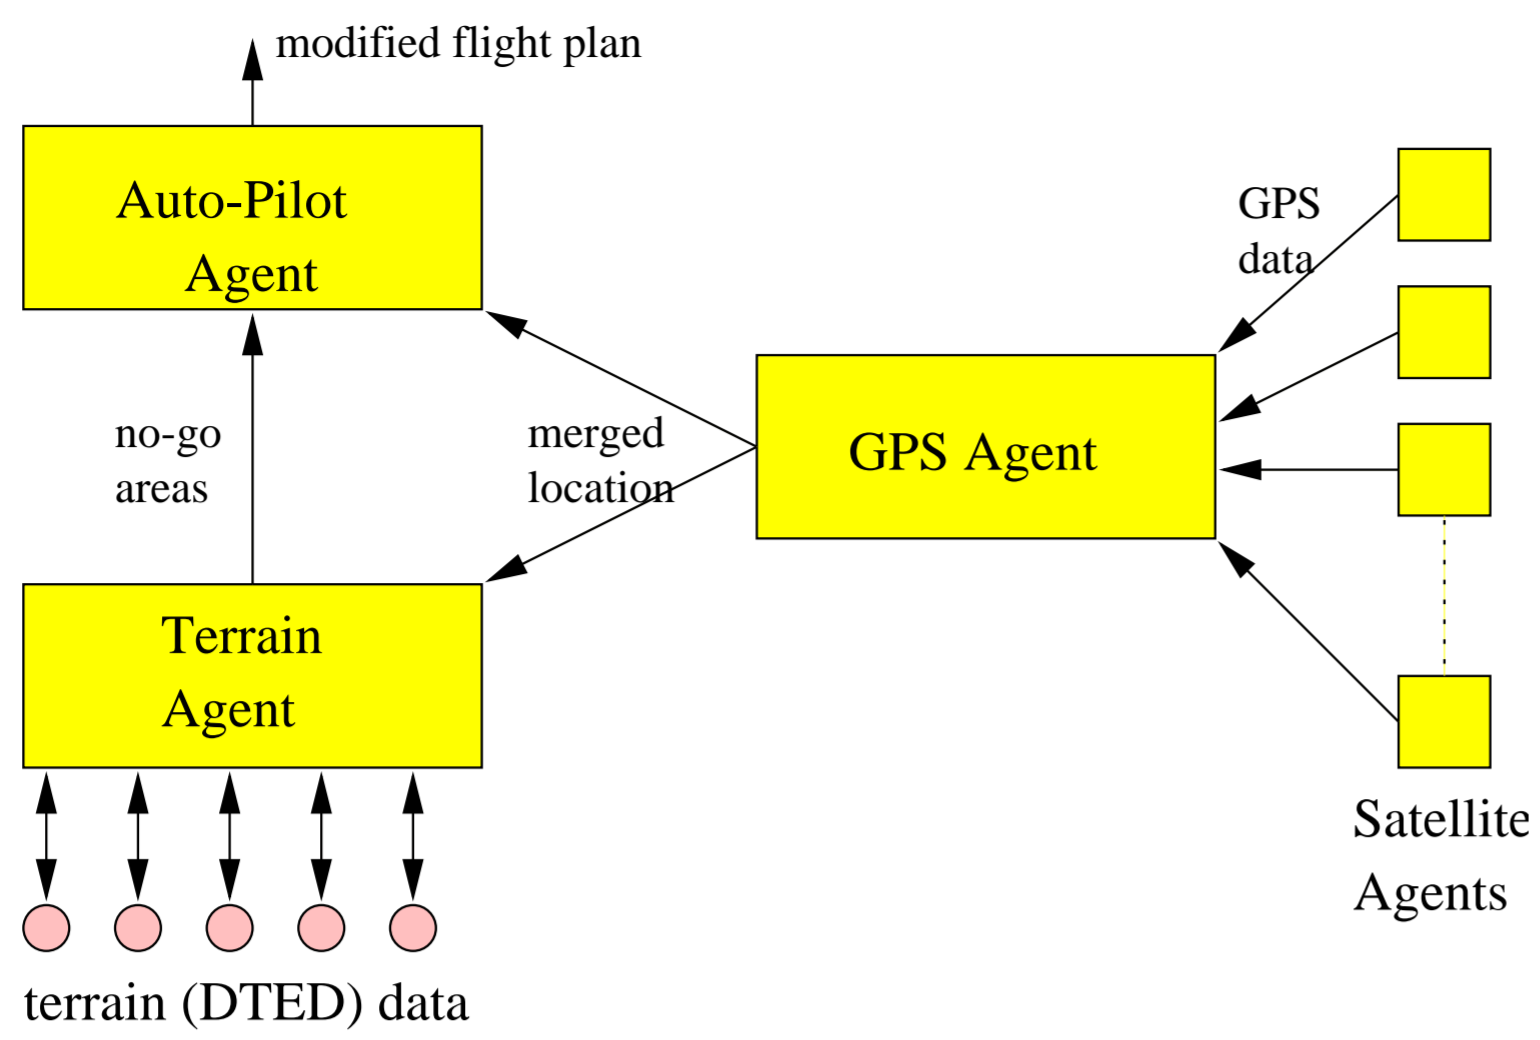 modified flight plan
Auto-Pilot
Agent
GPS
data
no-go
areas
merged
location
GPS Agent
Terrain
Agent
Satellite
Agents
terrain (DTED) data